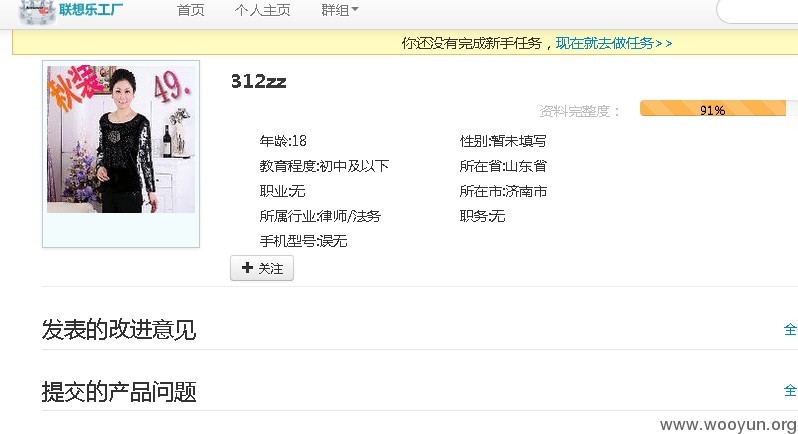 联想乐工厂 首页 个人主页 群组
你还没有完成新手任务，现在就去做任务>>
秋装 49.
312zz
资料完整度： 91%
年龄:18 性别:暂未填写
教育程度:初中及以下 所在省:山东省
职业:无 所在市:济南市
所属行业:律师/法务 职务:无
手机型号:误无
+ 关注
发表的改进意见 全
提交的产品问题 全
www.wooyun.org